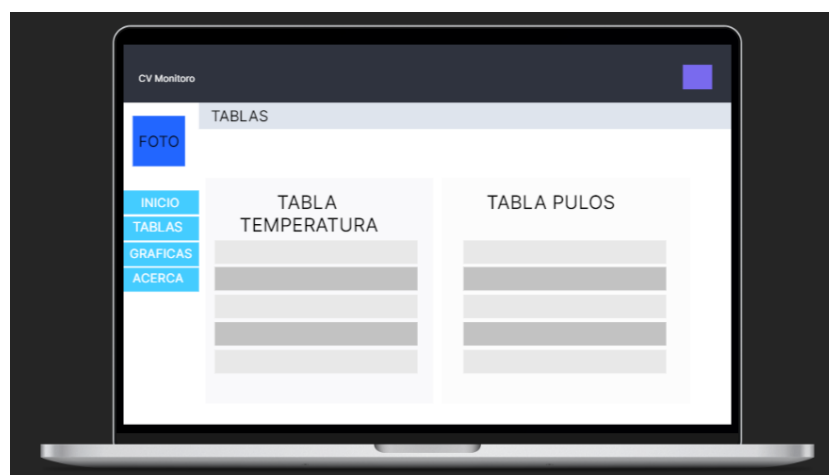 CV Monitoro
TABLAS
FOTO
INICIO
TABLAS
GRAFICAS
ACERCA
TABLA
TEMPERATURA
TABLA PULOS